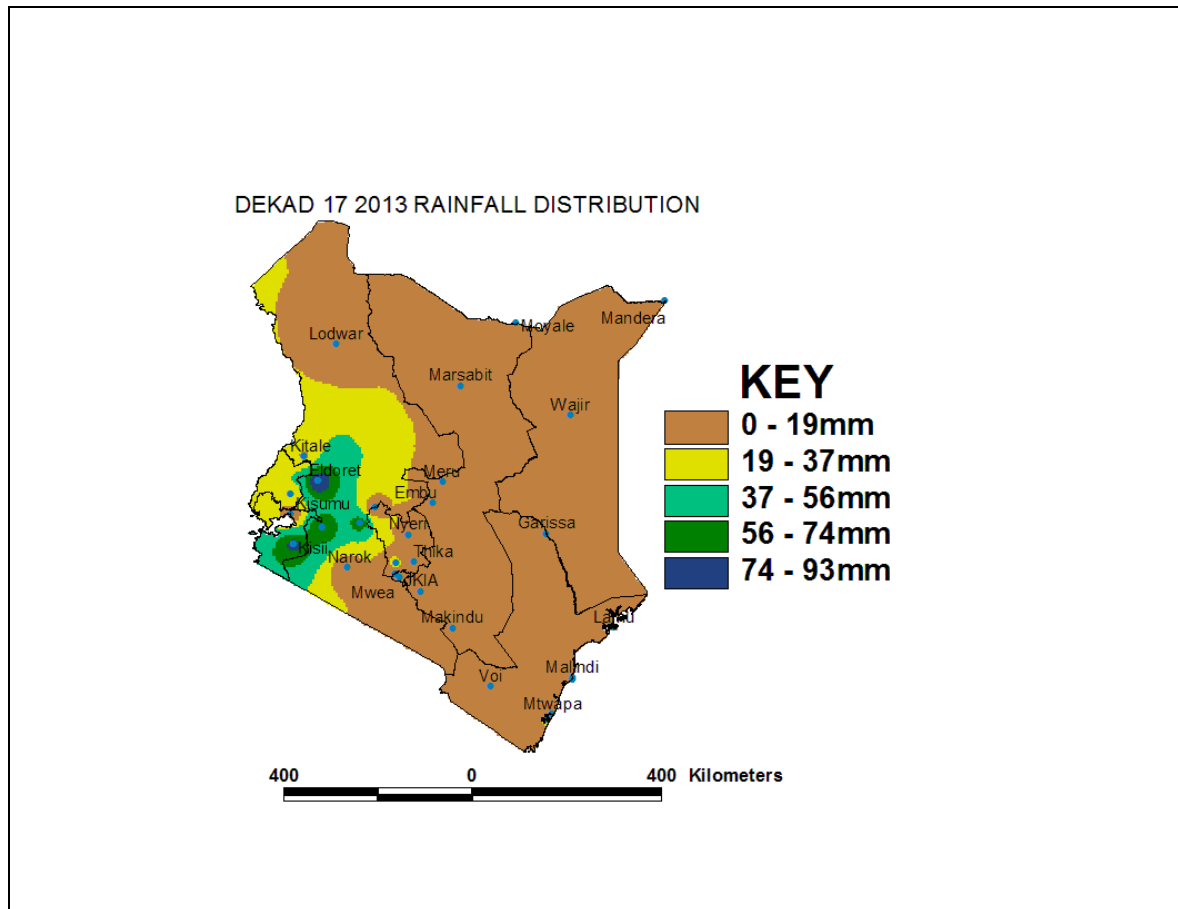 DEKAD 17 2013 RAINFALL DISTRIBUTION
Moyale
Mandera
Lodwar
Marsabit
Wajir
Kitale
Eldoret
Meru
Embu
Kisumu
Nyeri
Garissa
Kisii
Narok
Thika
JKIA
Mwea
Makindu
Lamu
Voi
Malindi
Mtwapa
KEY
0 - 19mm
19 - 37mm
37 - 56mm
56 - 74mm
74 - 93mm
400 0 400 Kilometers